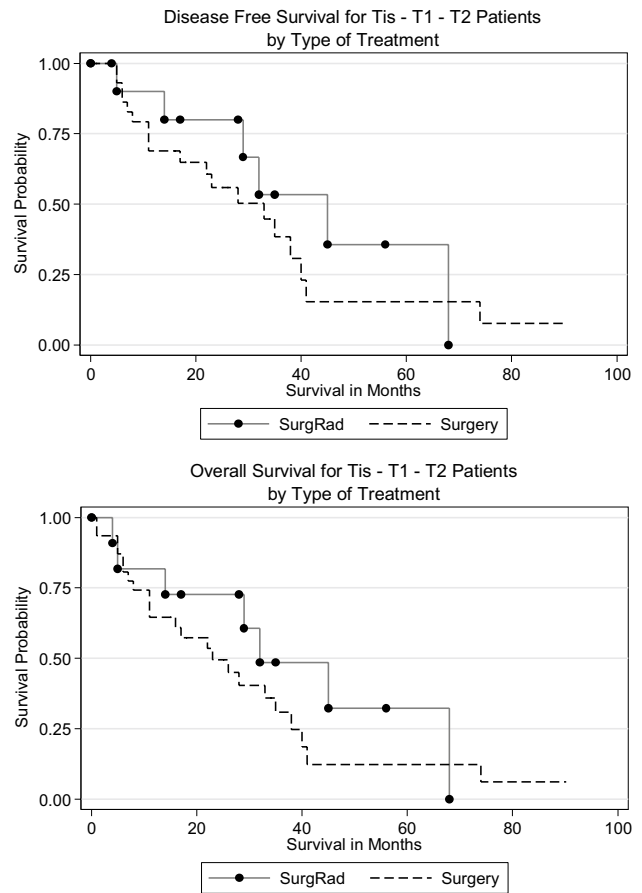 Disease Free Survival for Tis - T1 - T2 Patients
by Type of Treatment
Survival Probability
1.00
0.75
0.50
0.25
0.00
0 20 40 60 80 100
Survival in Months
SurgRad Surgery
Overall Survival for Tis - T1 - T2 Patients
by Type of Treatment
Survival Probability
1.00
0.75
0.50
0.25
0.00
0 20 40 60 80 100
Survival in Months
SurgRad Surgery